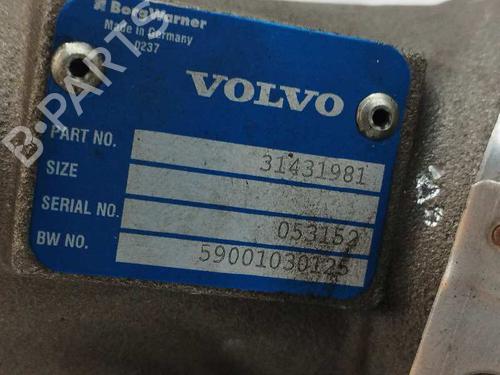 BorgWarner
Made in Germany
0237
VOLVO
PART NO. 31431981
SIZE
SERIAL NO. 053152
BW NO. 59001030125
B-PARTS